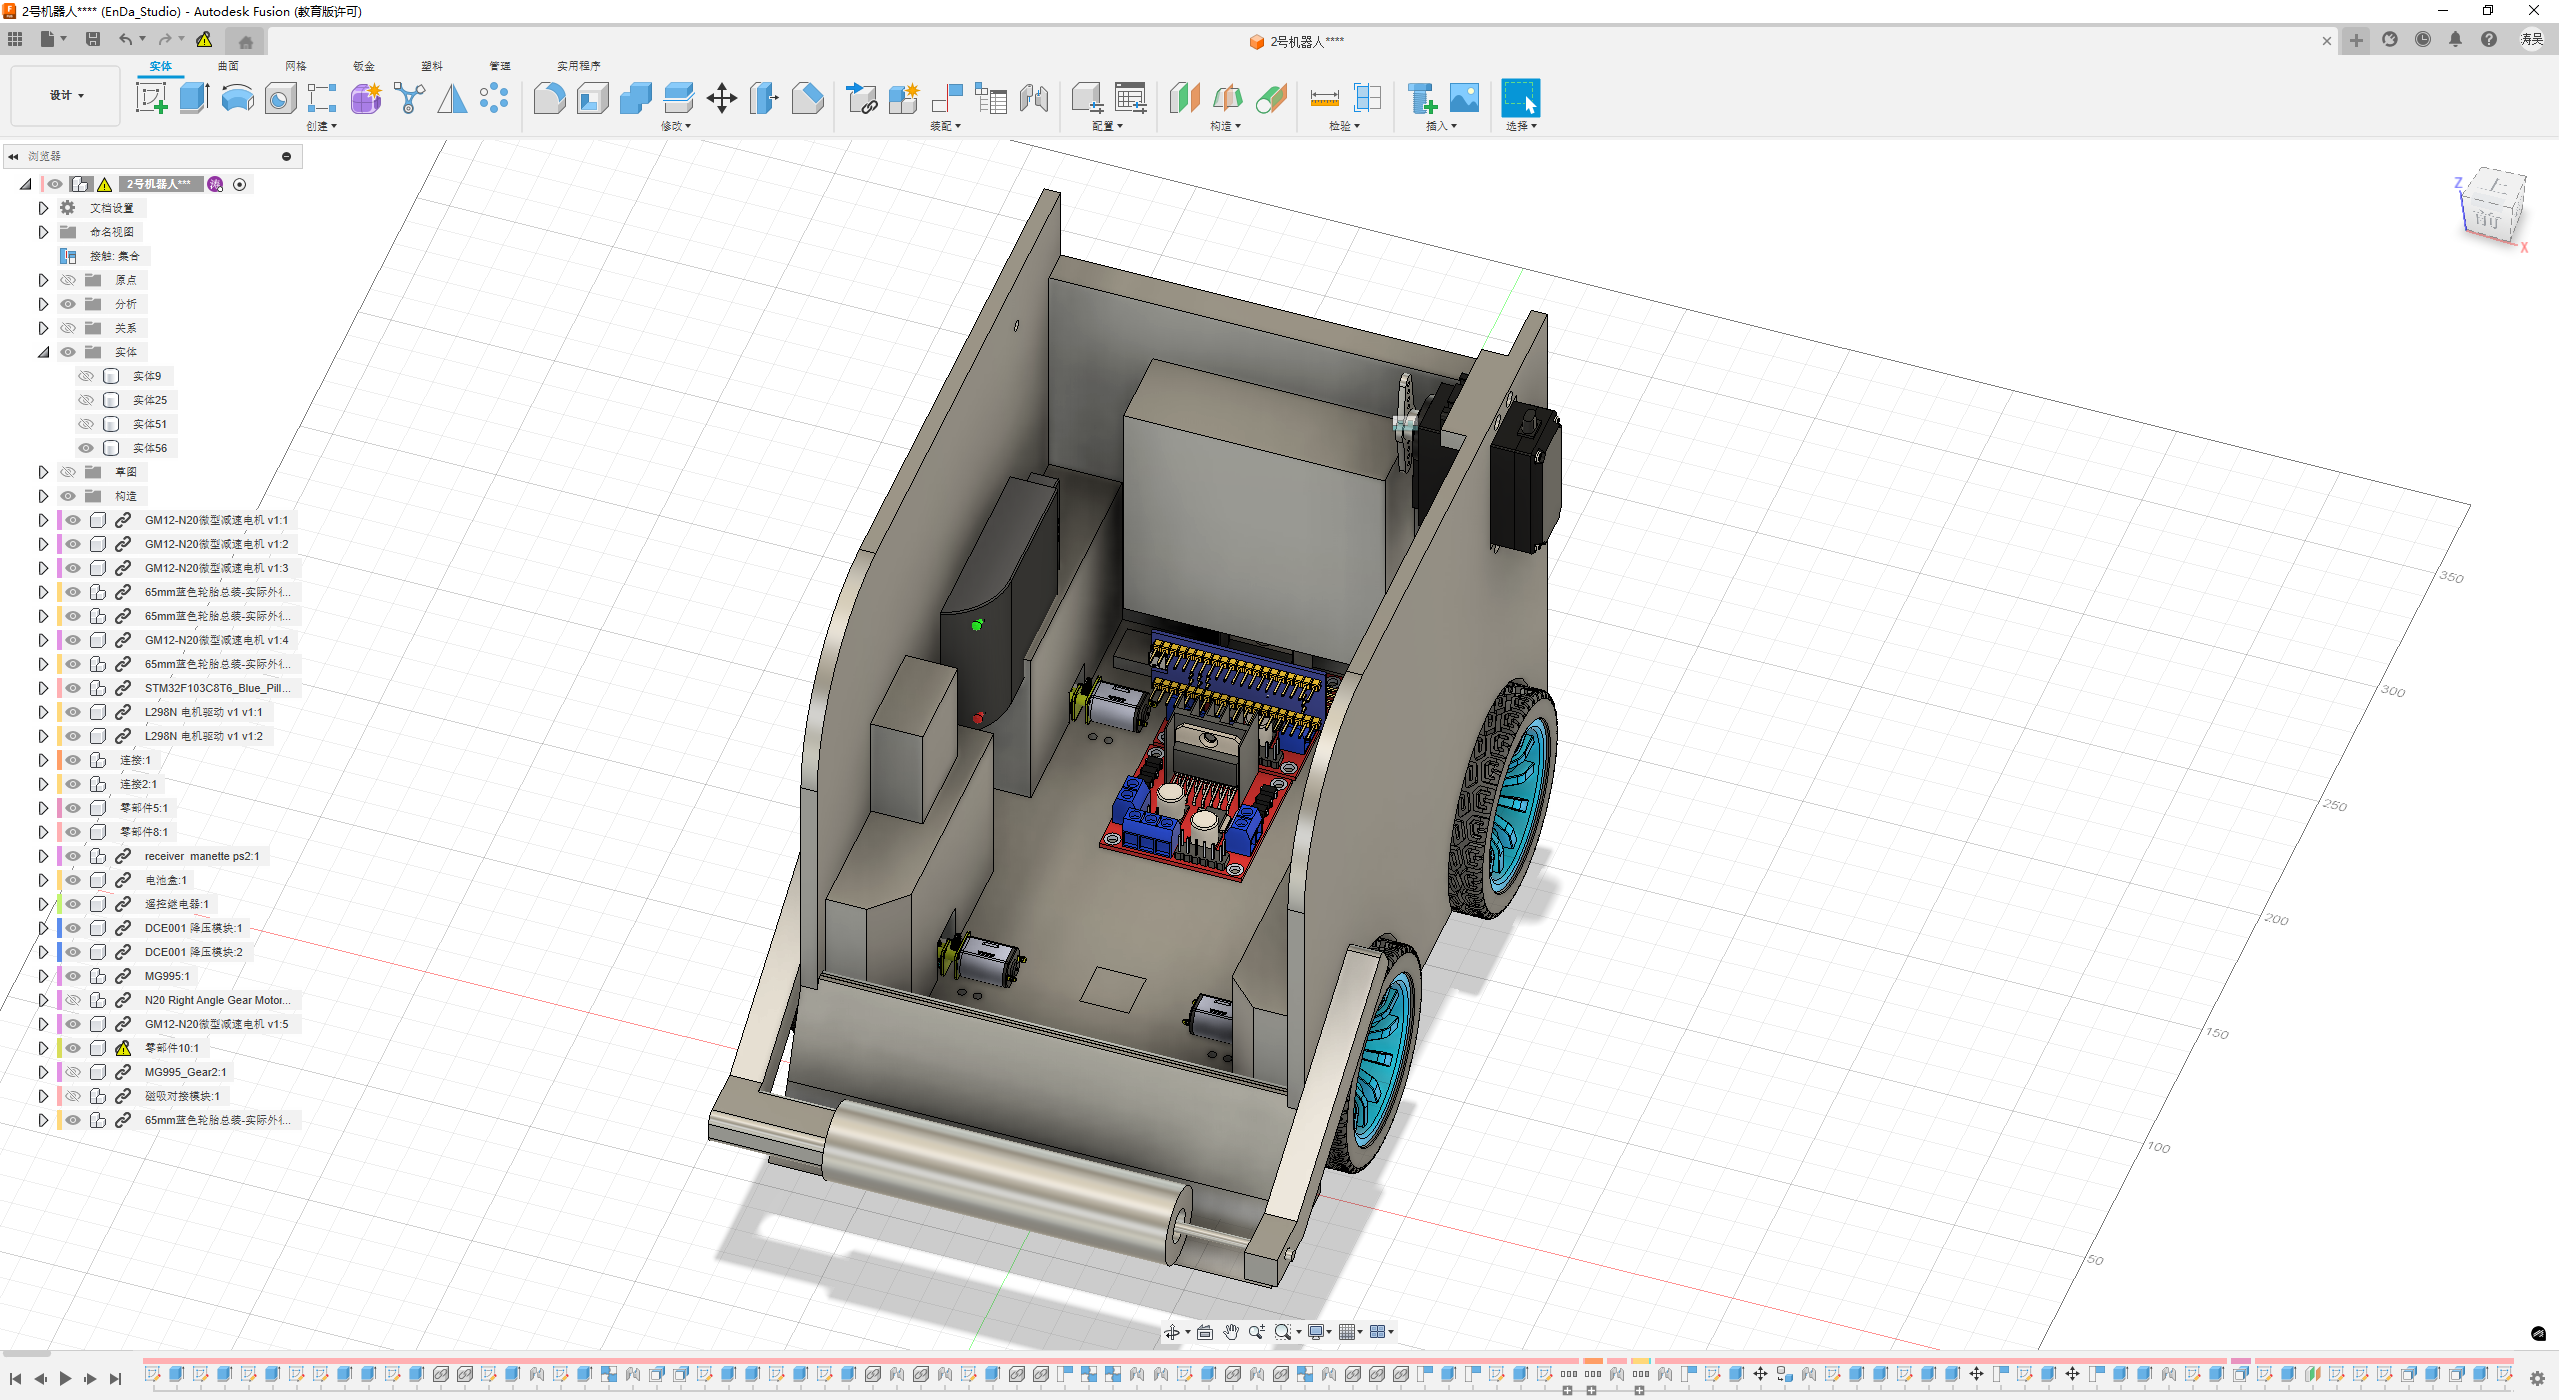 2号机器人**** (EnDa_Studio) - Autodesk Fusion (教育版许可)
2号机器人****
涛吴
设计
实体 曲面 网格 钣金 塑料 管理 实用程序
创建 修改 装配 配置 构造 检验 插入 选择
浏览器
2号机器人***
文档设置
命名视图
接触: 集合
原点
分析
关系
实体
实体9
实体25
实体51
实体56
草图
构造
GM12-N20微型减速电机 v1:1
GM12-N20微型减速电机 v1:2
GM12-N20微型减速电机 v1:3
65mm蓝色轮胎总装-实际外径...
65mm蓝色轮胎总装-实际外径...
GM12-N20微型减速电机 v1:4
65mm蓝色轮胎总装-实际外径...
STM32F103C8T6_Blue_Pill...
L298N 电机驱动 v1 v1:1
L298N 电机驱动 v1 v1:2
连接:1
连接2:1
零部件5:1
零部件8:1
receiver manette ps2:1
电池盒:1
遥控继电器:1
DCE001 降压模块:1
DCE001 降压模块:2
MG995:1
N20 Right Angle Gear Motor...
GM12-N20微型减速电机 v1:5
零部件10:1
MG995_Gear2:1
磁吸对接模块:1
65mm蓝色轮胎总装-实际外径...
上
前
Z
X
350
300
250
200
150
100
50